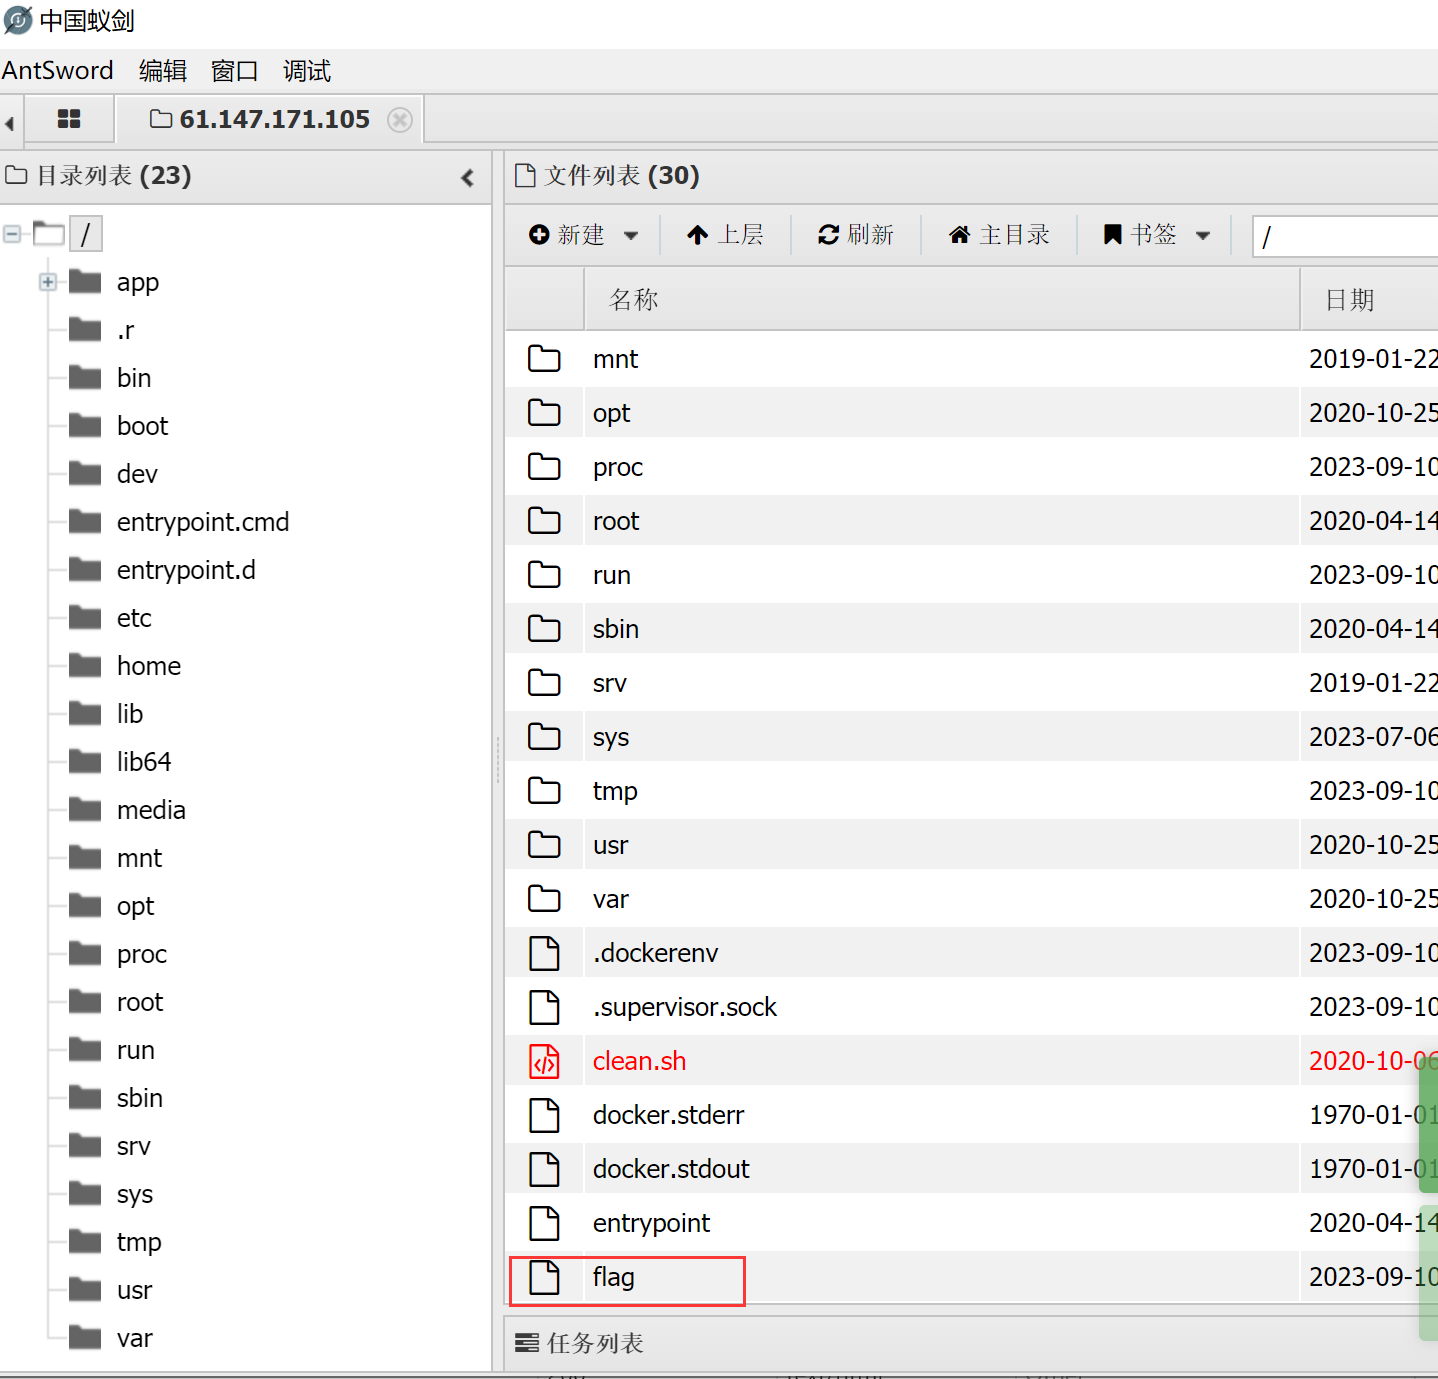 中国蚁剑
AntSword 编辑 窗口 调试
61.147.171.105
目录列表 (23)
/
app
.r
bin
boot
dev
entrypoint.cmd
entrypoint.d
etc
home
lib
lib64
media
mnt
opt
proc
root
run
sbin
srv
sys
tmp
usr
var
文件列表 (30)
新建 上层 刷新 主目录 书签 /
名称 日期
mnt 2019-01-22
opt 2020-10-25
proc 2023-09-10
root 2020-04-14
run 2023-09-10
sbin 2020-04-14
srv 2019-01-22
sys 2023-07-06
tmp 2023-09-10
usr 2020-10-25
var 2020-10-25
.dockerenv 2023-09-10
.supervisor.sock 2023-09-10
clean.sh 2020-10-06
docker.stderr 1970-01-01
docker.stdout 1970-01-01
entrypoint 2020-04-14
flag 2023-09-10
任务列表